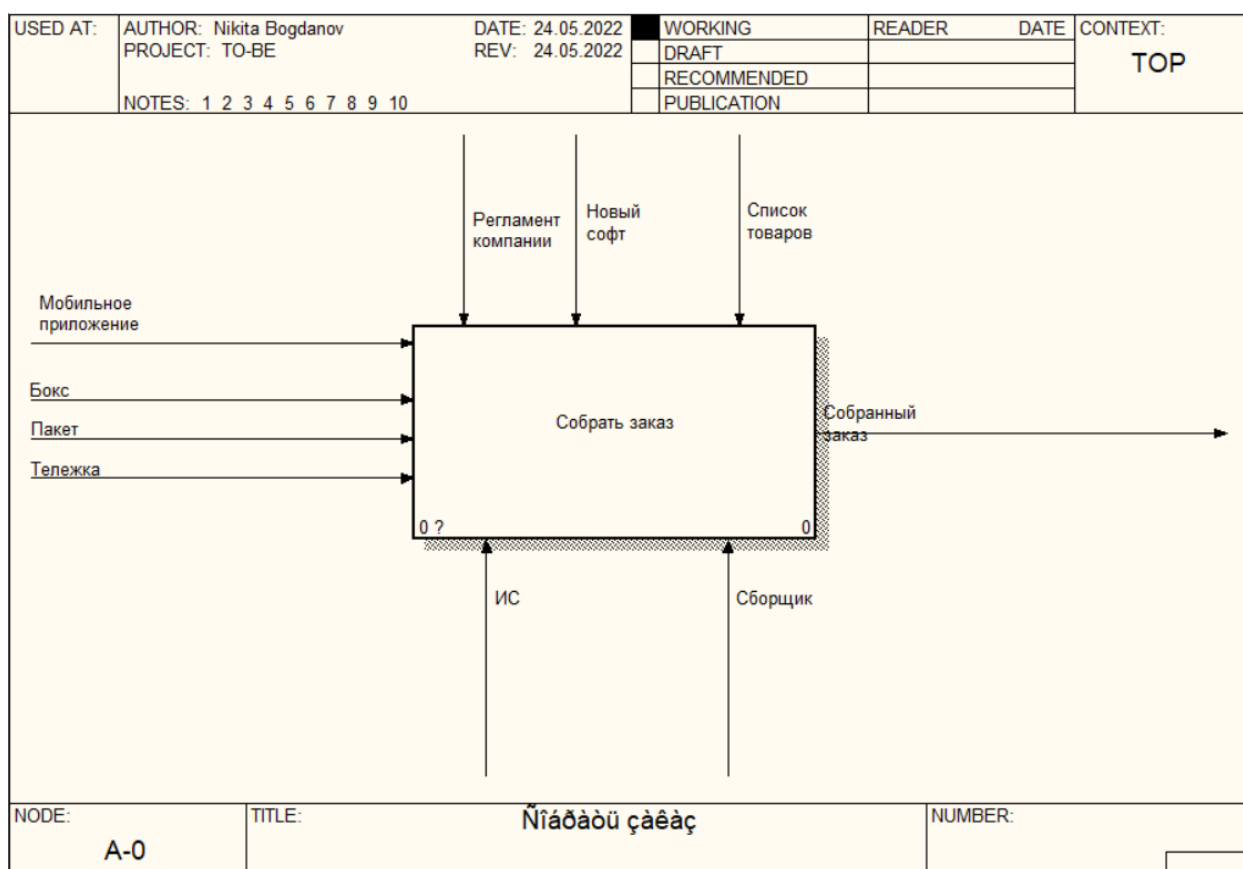 USED AT:
AUTHOR: Nikita Bogdanov
DATE: 24.05.2022
WORKING
READER
DATE
CONTEXT:
PROJECT: TO-BE
REV: 24.05.2022
DRAFT
TOP
RECOMMENDED
NOTES: 1 2 3 4 5 6 7 8 9 10
PUBLICATION
Регламент
компании
Новый
софт
Список
товаров
Мобильное
приложение
Бокс
Пакет
Тележка
Собрать заказ
0 ?
0
Собранный
заказ
ИС
Сборщик
NODE:
A-0
TITLE:
Ñîáðàòü çàêàç
NUMBER: